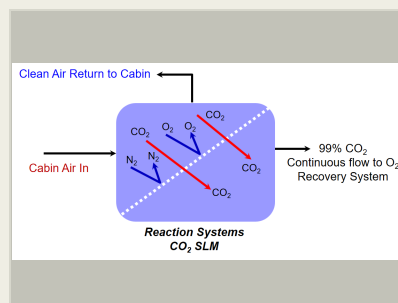 Clean Air Return to Cabin
CO2
O2 O2
CO2
N2 N2
Cabin Air In
CO2
CO2
99% CO2
Continuous flow to O2
Recovery System
Reaction Systems
CO2 SLM